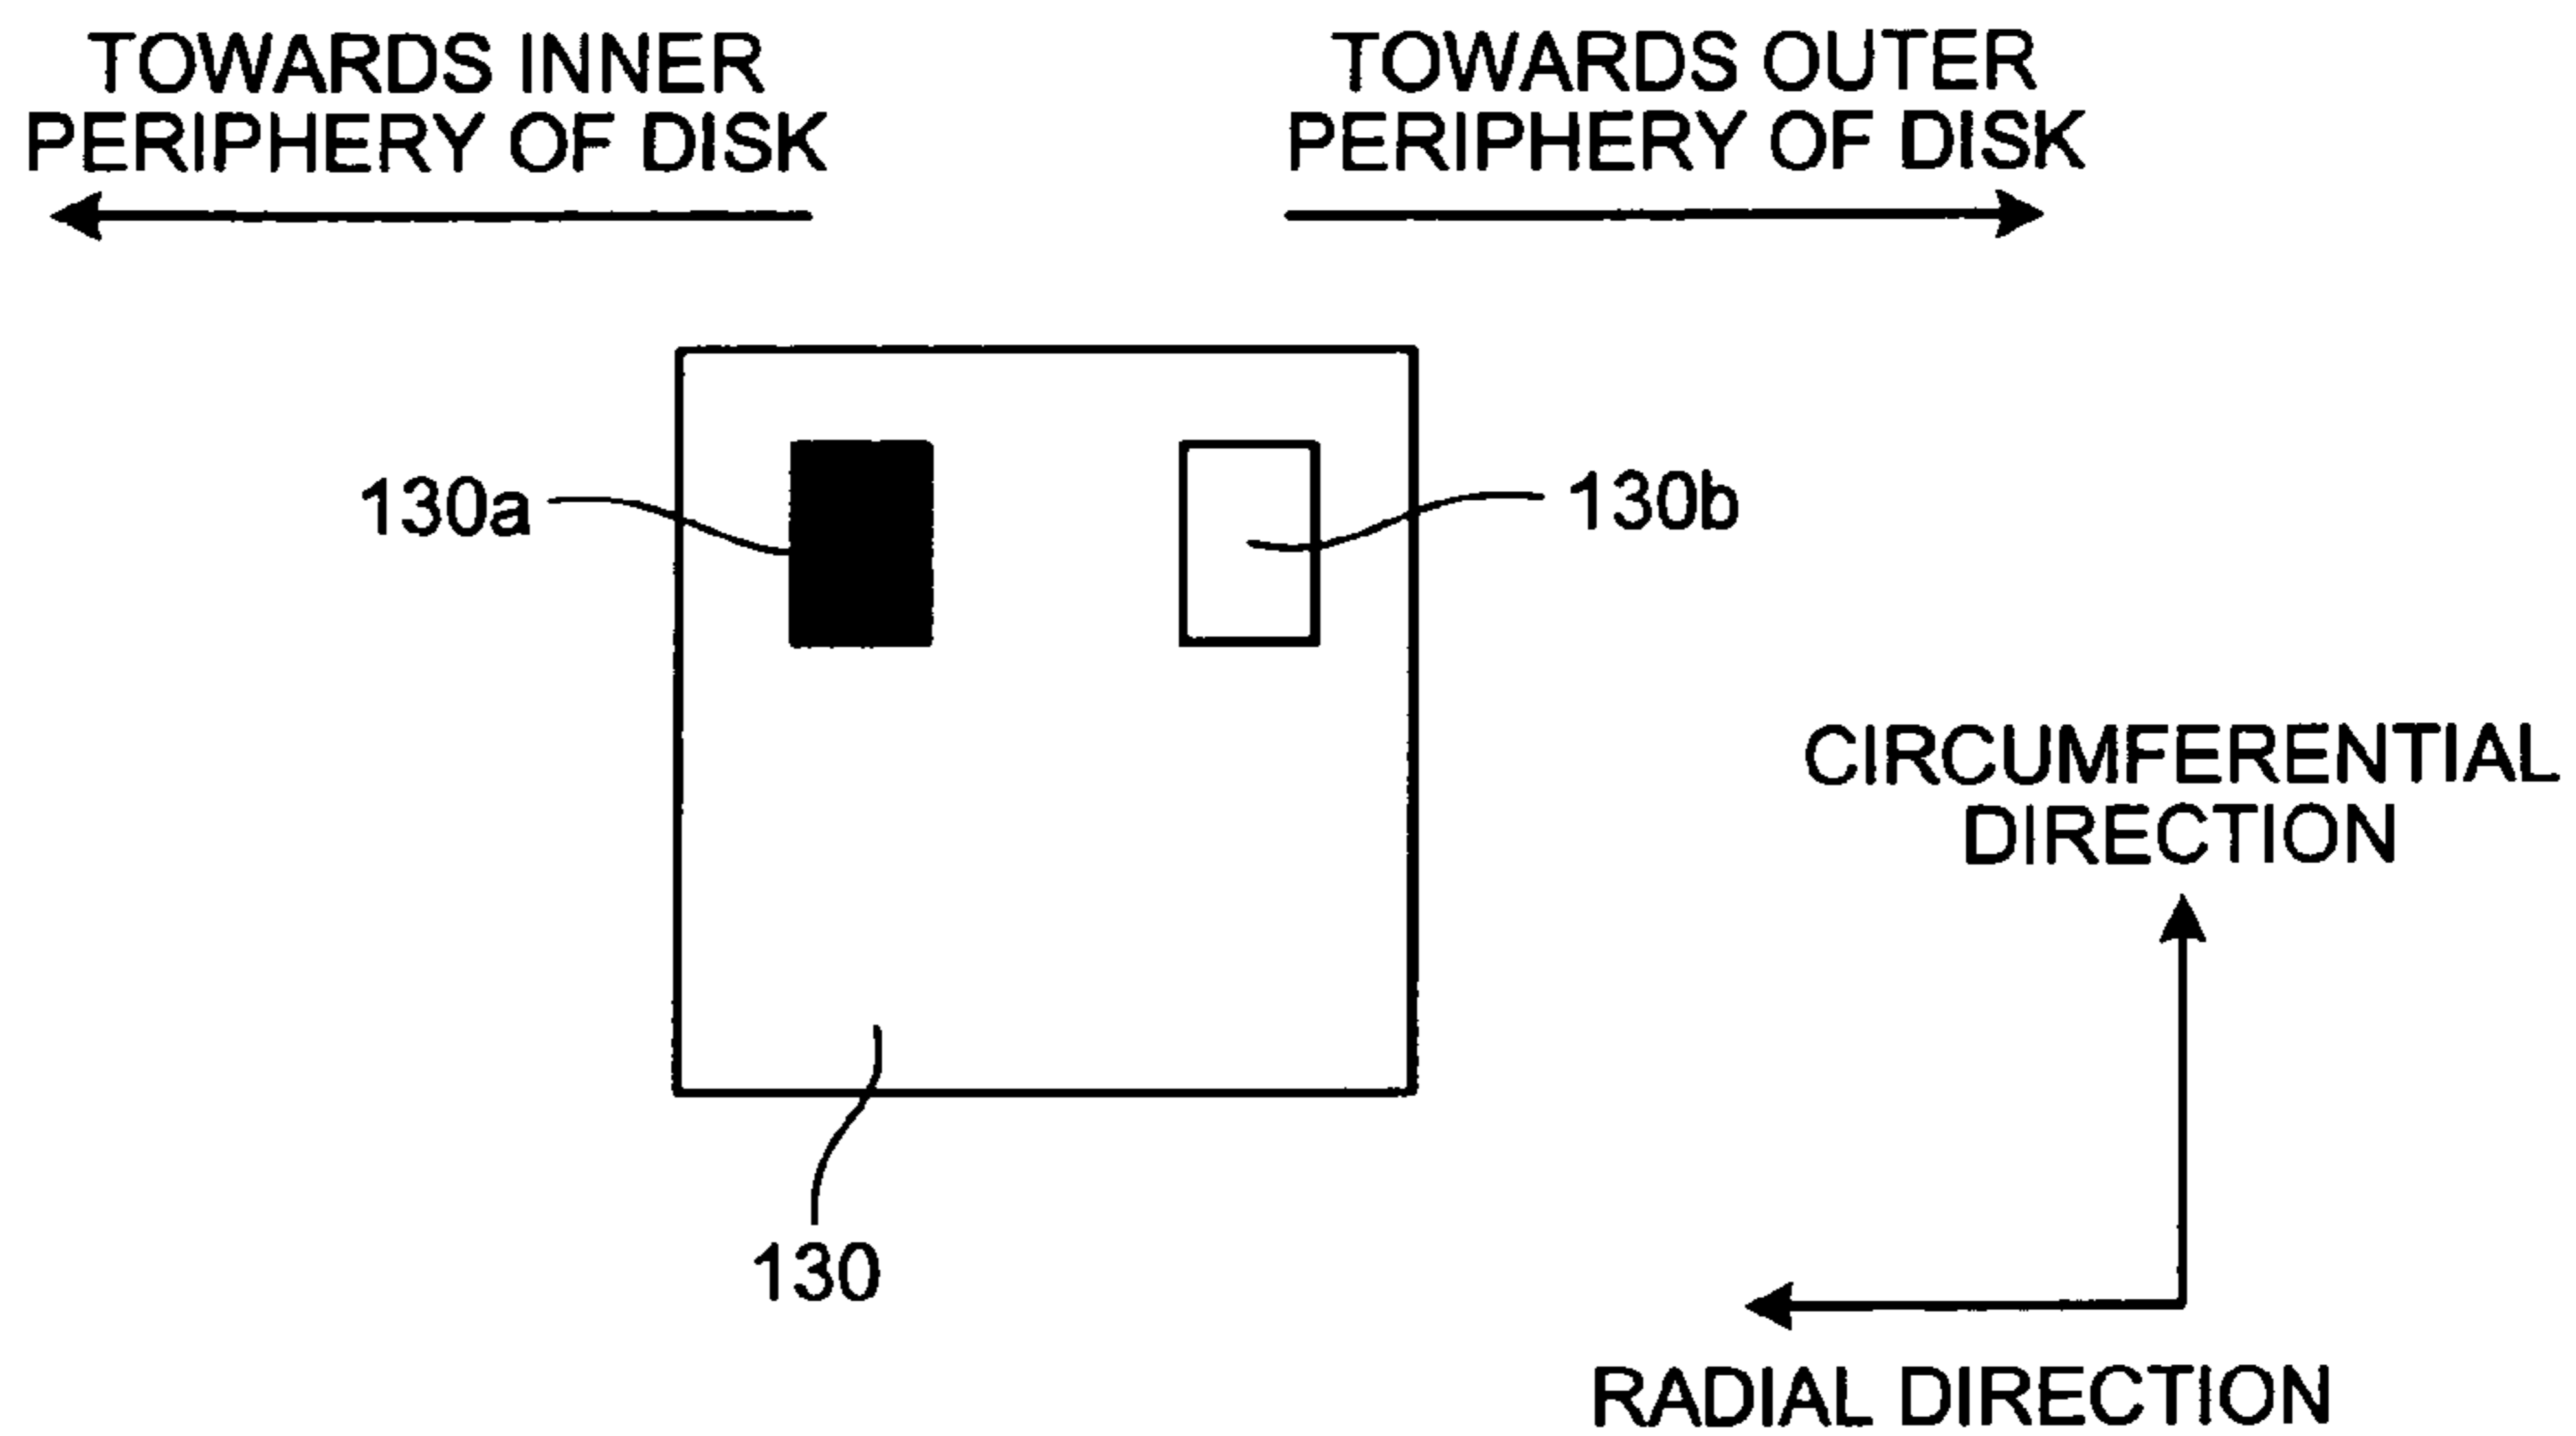 TOWARDS INNER
PERIPHERY OF DISK
TOWARDS OUTER
PERIPHERY OF DISK
130a
130b
CIRCUMFERENTIAL
DIRECTION
130
RADIAL DIRECTION